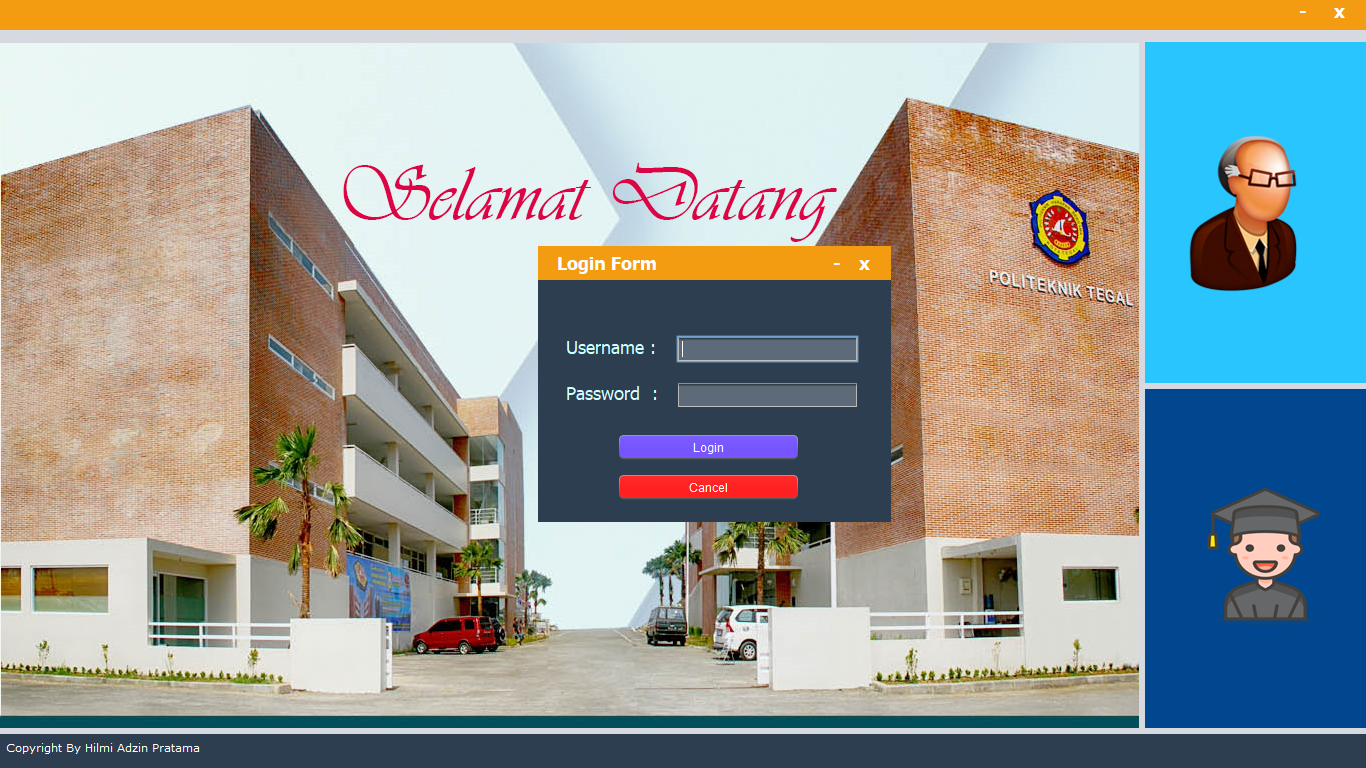 - x
Selamat Datang
POLITEKNIK TEGAL
Login Form - x
Username :
Password :
Login
Cancel
Copyright By Hilmi Adzin Pratama